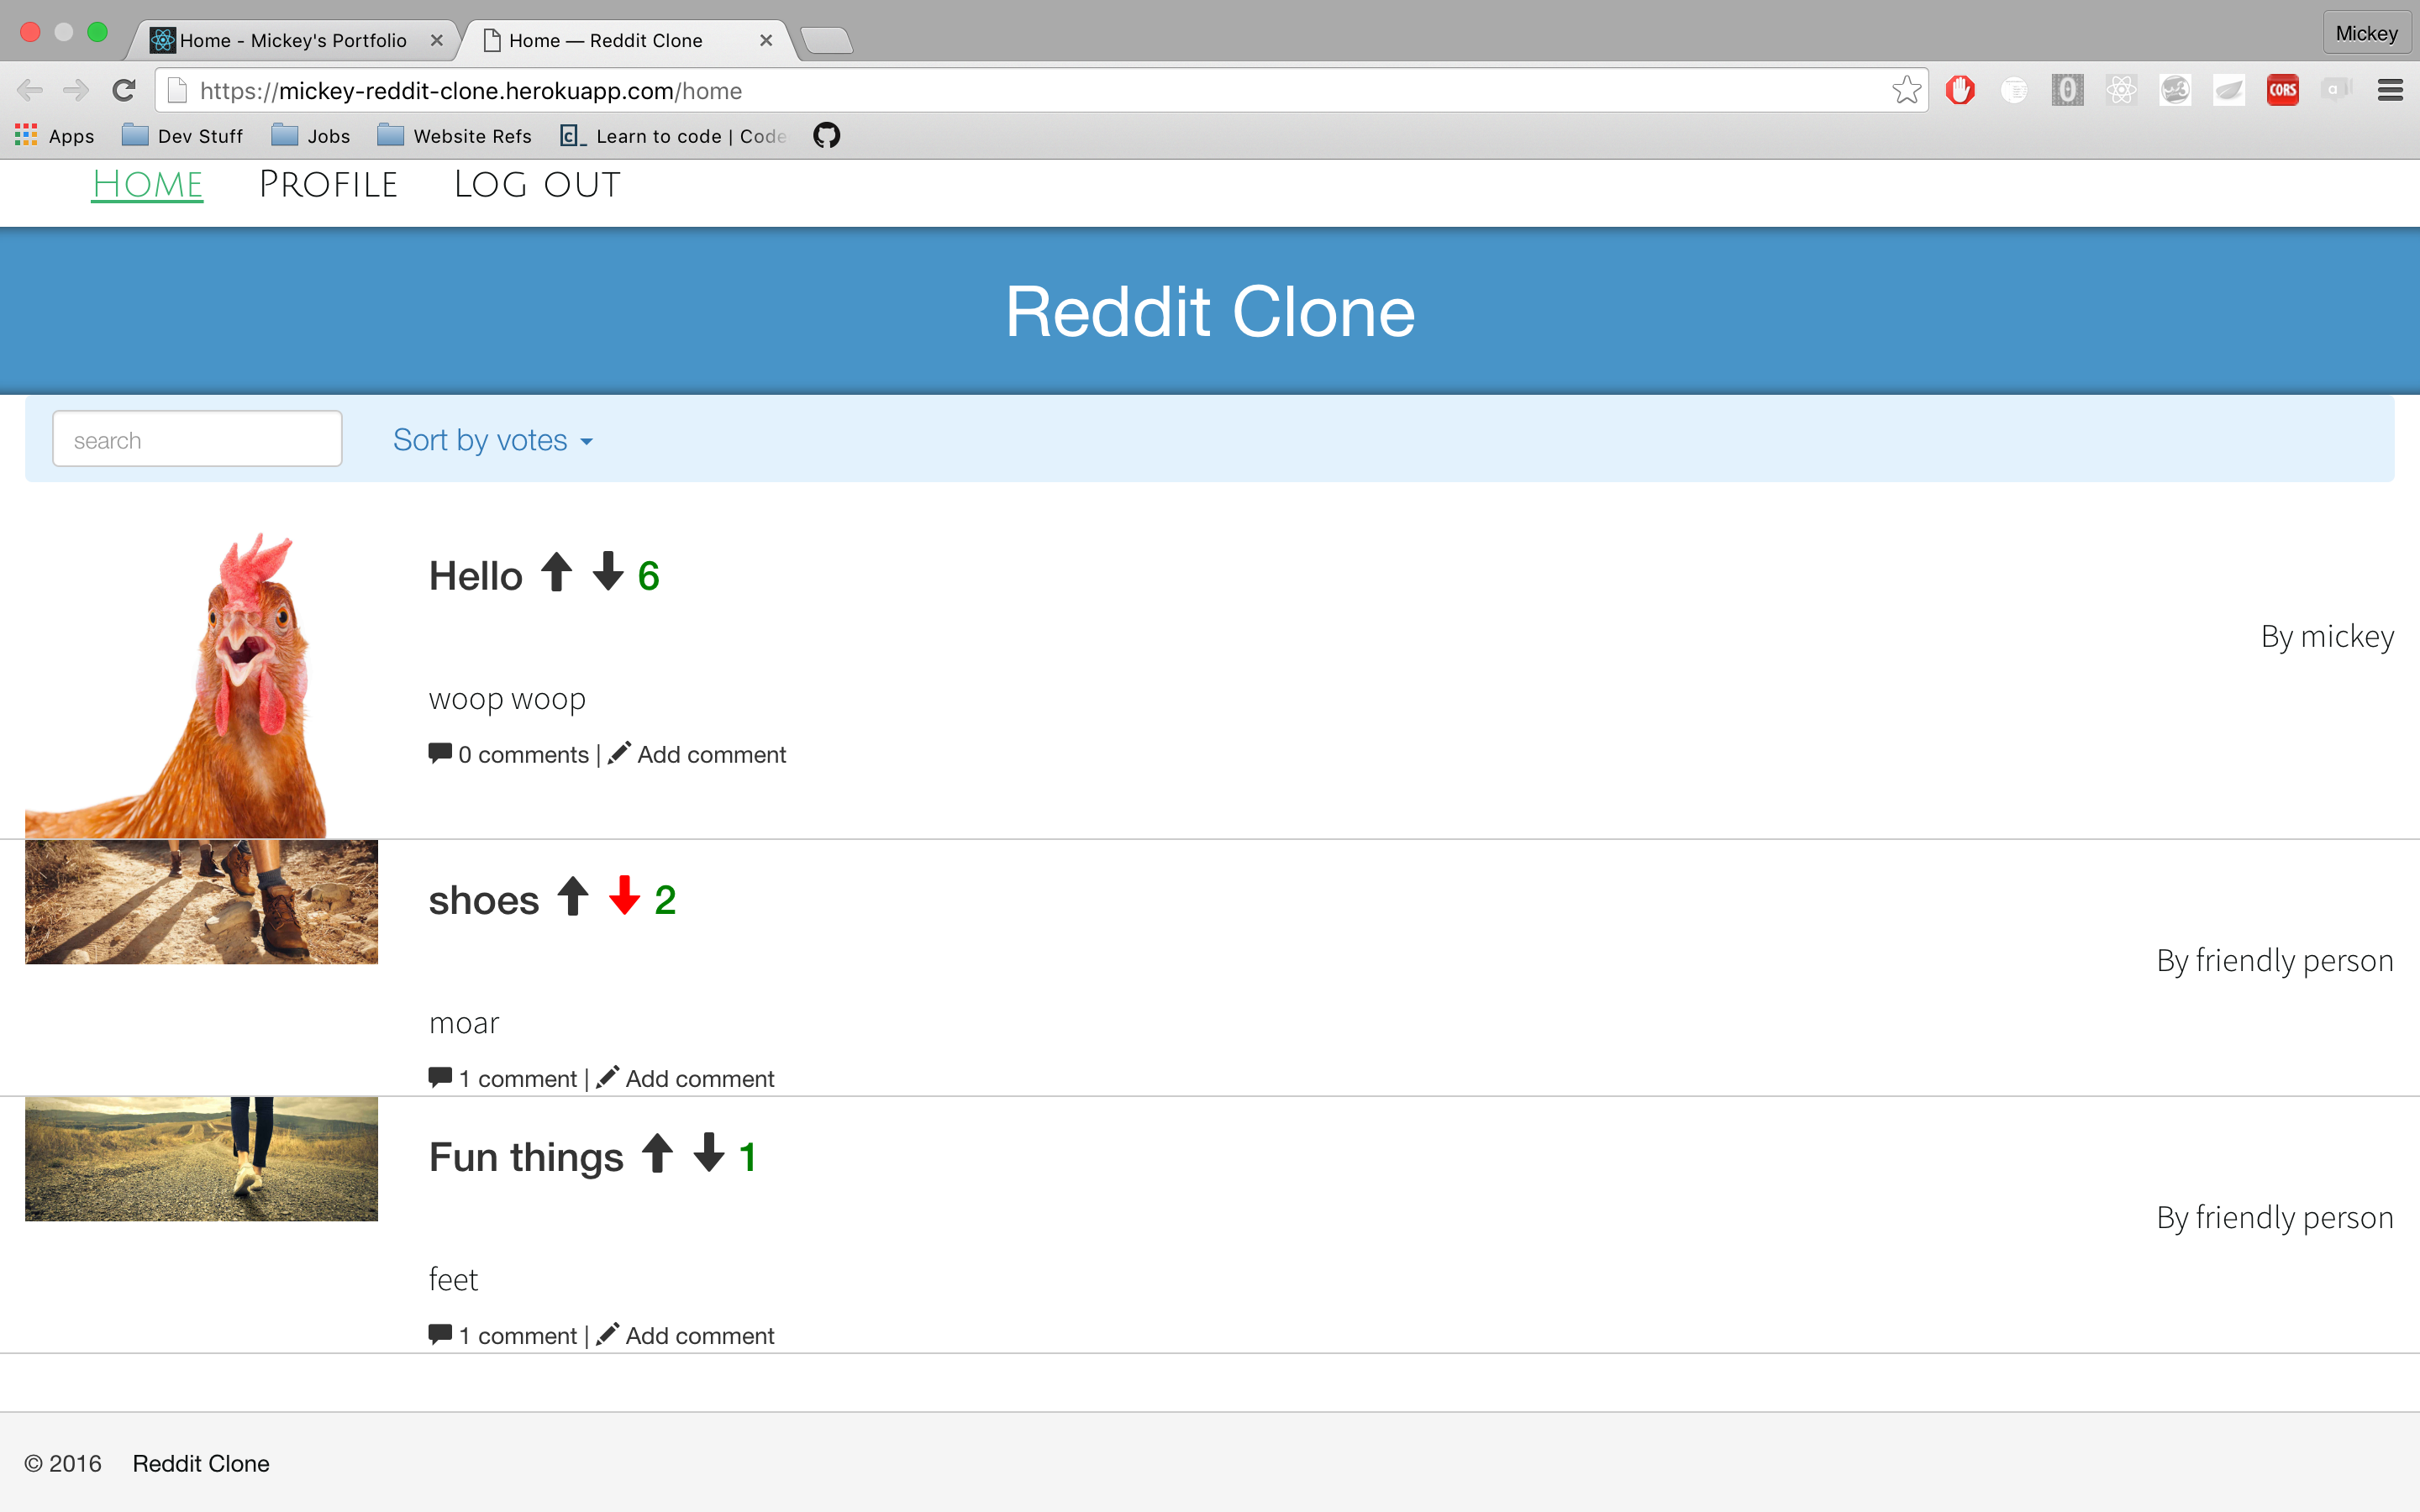 Home - Mickey's Portfolio
Home — Reddit Clone
Mickey
https://mickey-reddit-clone.herokuapp.com/home
CORS
Apps
Dev Stuff
Jobs
Website Refs
Learn to code | Code
Home Profile Log out
Reddit Clone
search
Sort by votes
Hello 6
By mickey
woop woop
0 comments | Add comment
shoes 2
By friendly person
moar
1 comment | Add comment
Fun things 1
By friendly person
feet
1 comment | Add comment
© 2016 Reddit Clone